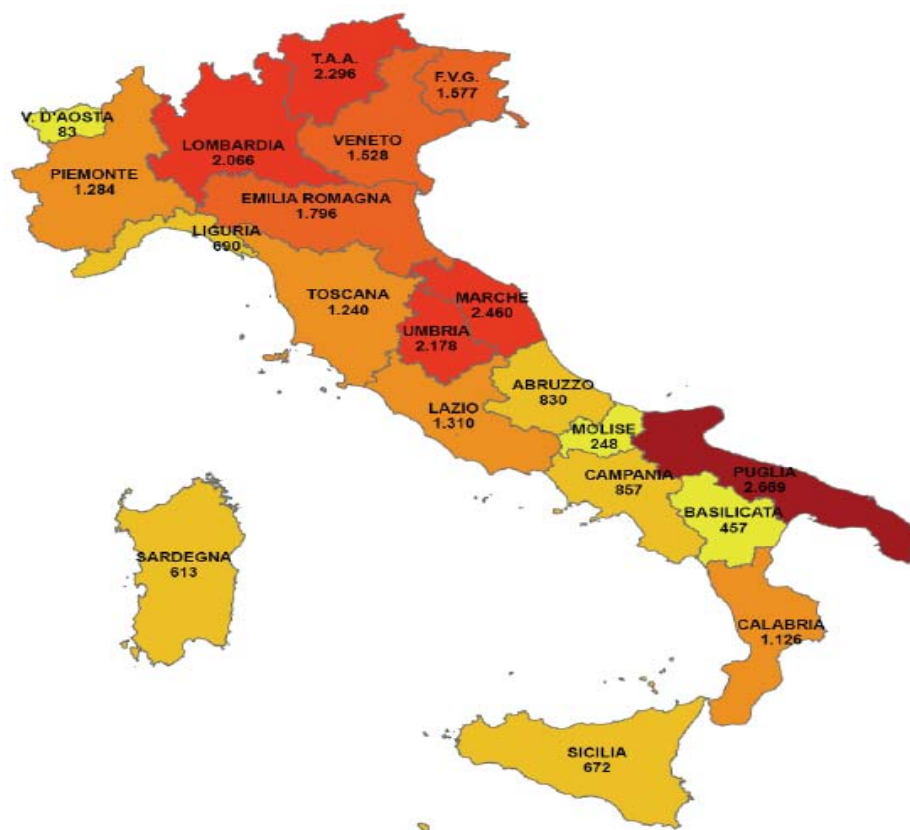 T.A.A.
2.296
F.V.G.
1.577
V. D'AOSTA
83
LOMBARDIA
2.066
VENETO
1.528
PIEMONTE
1.284
EMILIA ROMAGNA
1.796
LIGURIA
690
TOSCANA
1.240
MARCHE
2.460
UMBRIA
2.178
ABRUZZO
830
LAZIO
1.310
MOLISE
248
PUGLIA
2.669
CAMPANIA
857
BASILICATA
457
SARDEGNA
613
CALABRIA
1.126
SICILIA
672